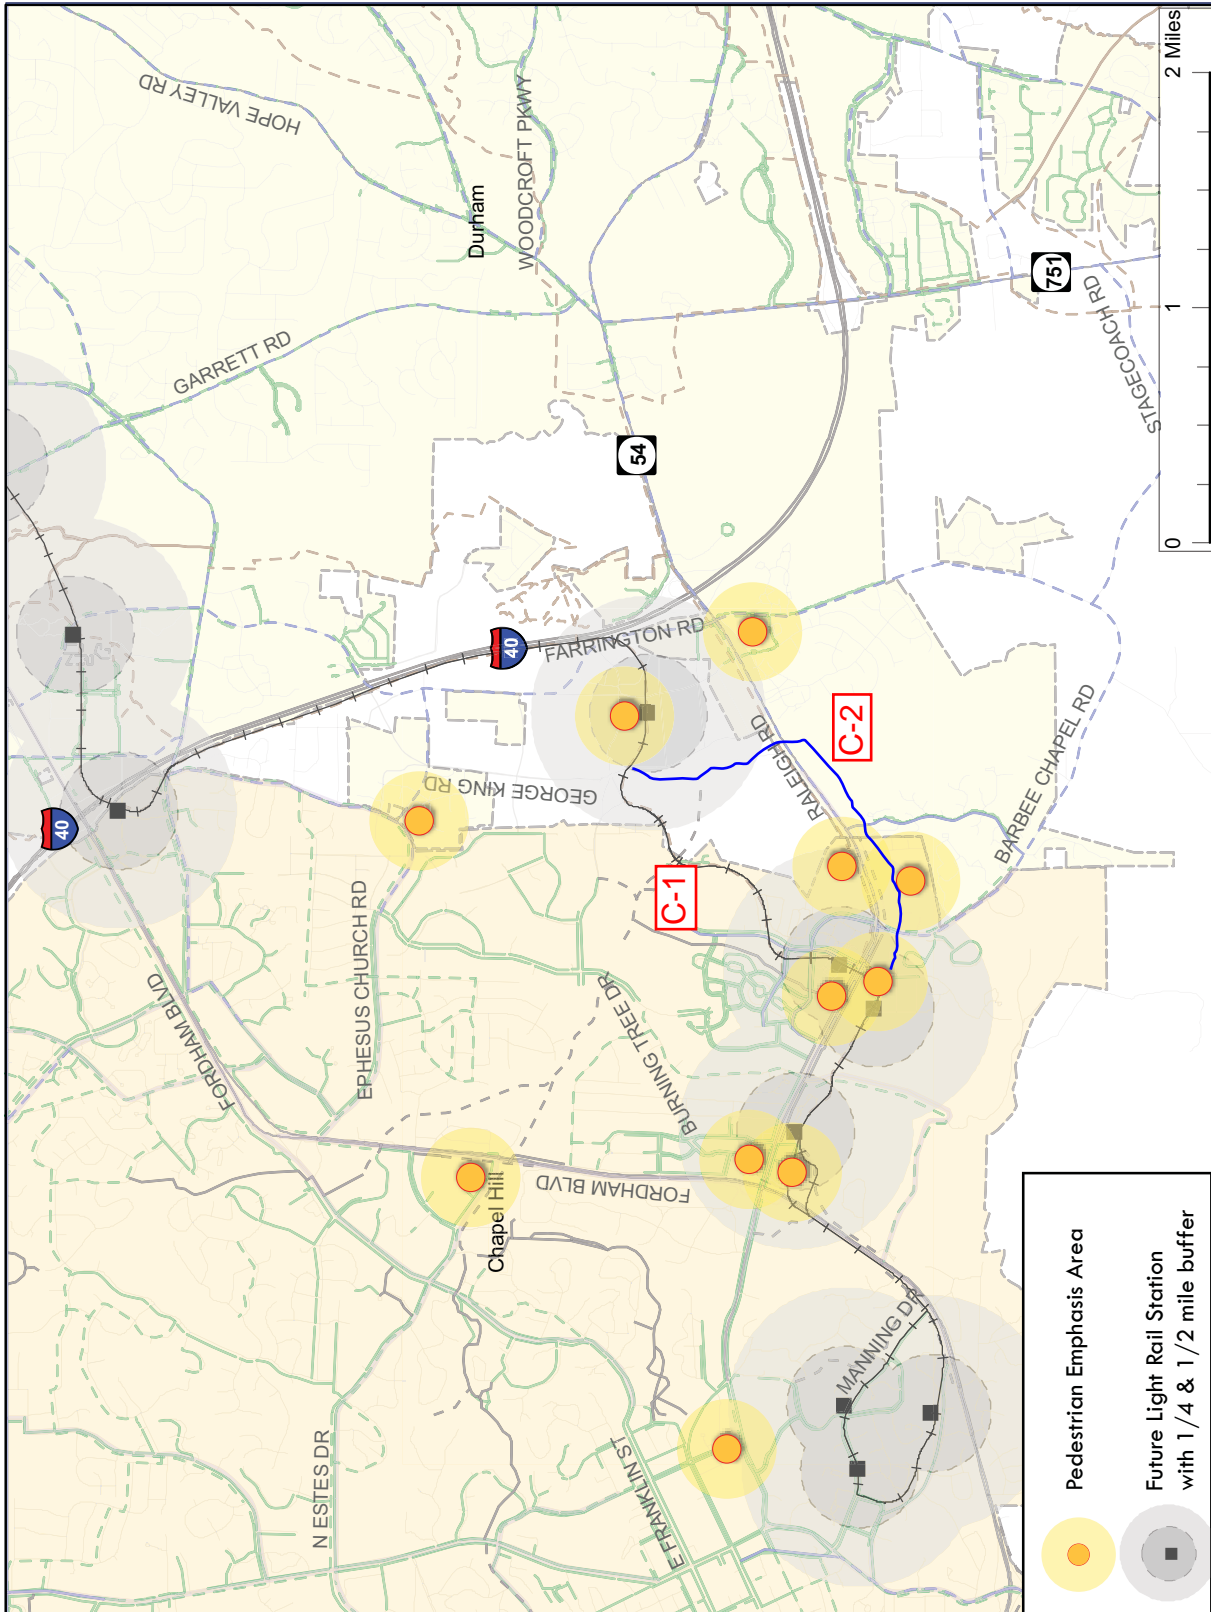 HOPE VALLEY RD
WOODCROFT PKWY
Durham
GARRETT RD
2 Miles
1
0
751
STAGECOACH RD
54
40
FARRINGTON RD
40
GEORGE KING RD
RALEIGH RD
C-2
BARBEE CHAPEL RD
C-1
EPHESUS CHURCH RD
FORDHAM BLVD
BURNING TREE DR
FORDHAM BLVD
Chapel Hill
MANNING DR
N ESTES DR
E FRANKLIN ST
Pedestrian Emphasis Area
Future Light Rail Station
with 1/4 & 1/2 mile buffer